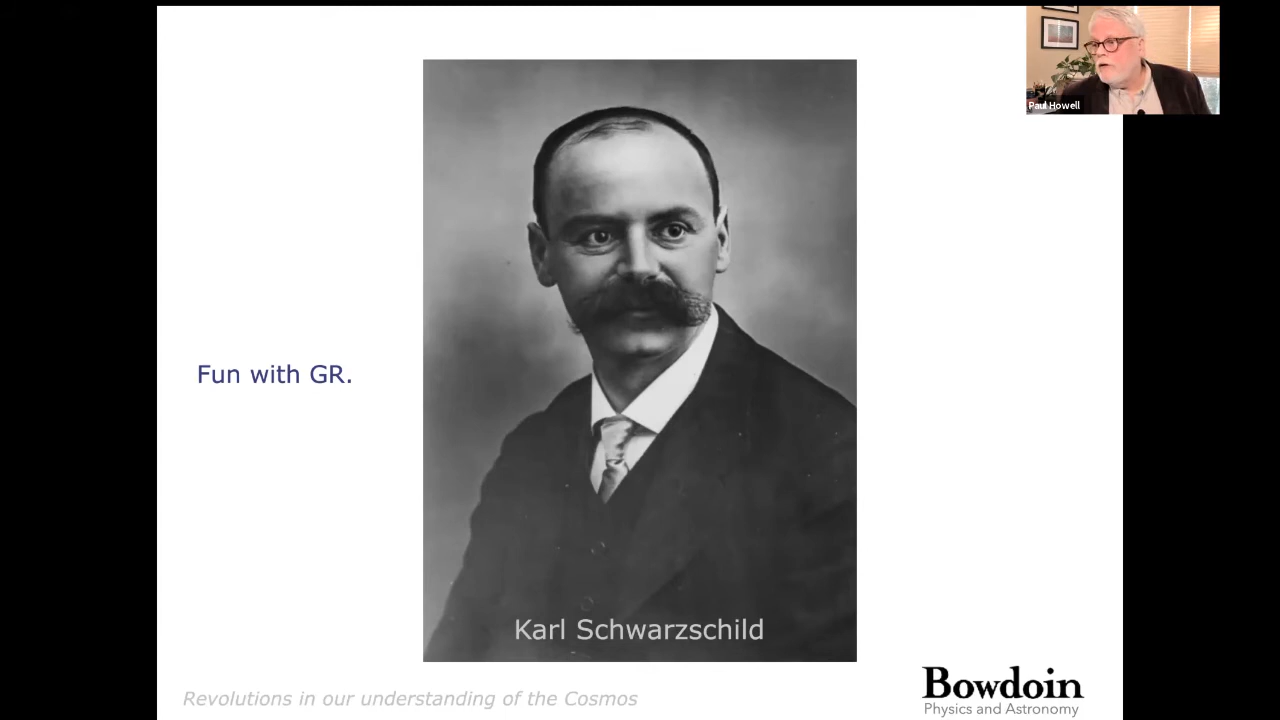 Paul Howell
Fun with GR.
Karl Schwarzschild
Revolutions in our understanding of the Cosmos
Bowdoin
Physics and Astronomy